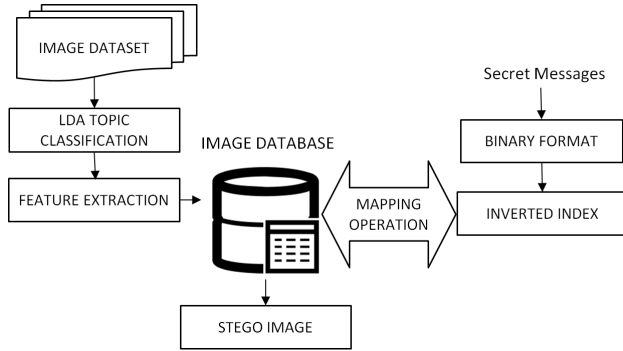 IMAGE DATASET
LDA TOPIC
CLASSIFICATION
FEATURE EXTRACTION
IMAGE DATABASE
STEGO IMAGE
MAPPING
OPERATION
Secret Messages
BINARY FORMAT
INVERTED INDEX